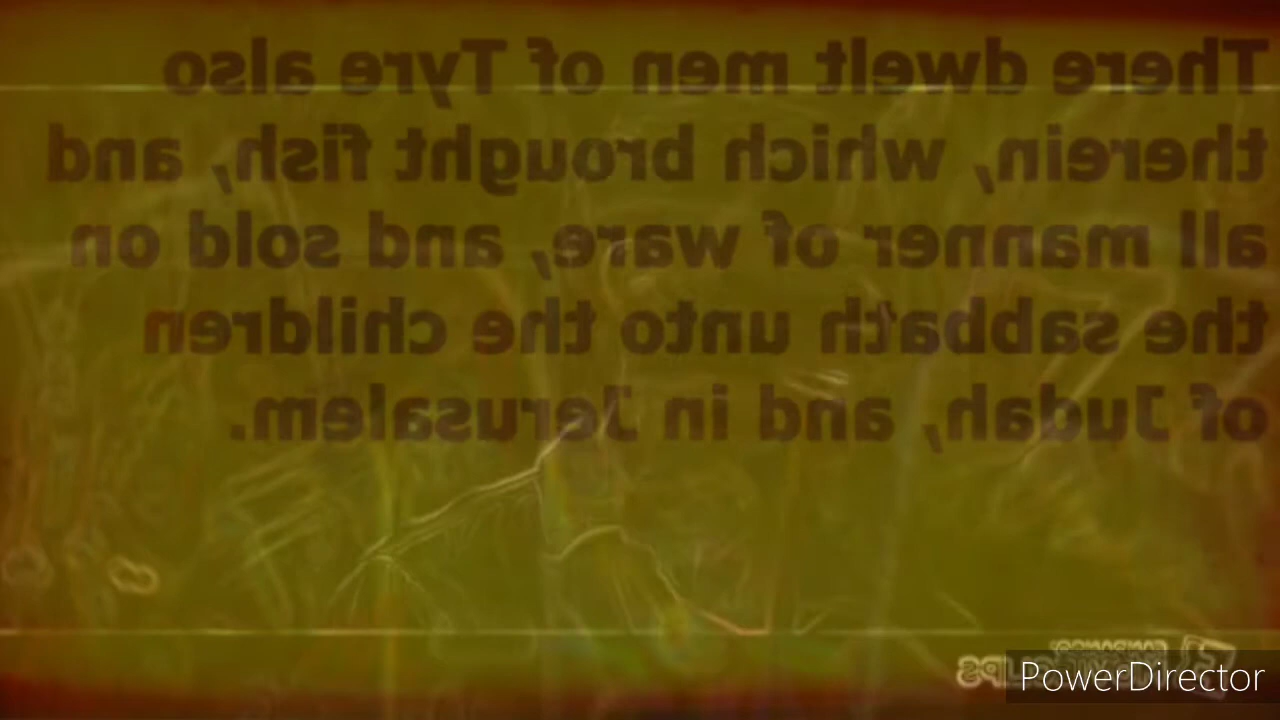 There dwelt men of Tyre also
therein, which brought fish, and
all manner of ware, and sold on
the sabbath unto the children
of Judah, and in Jerusalem.
PowerDirector